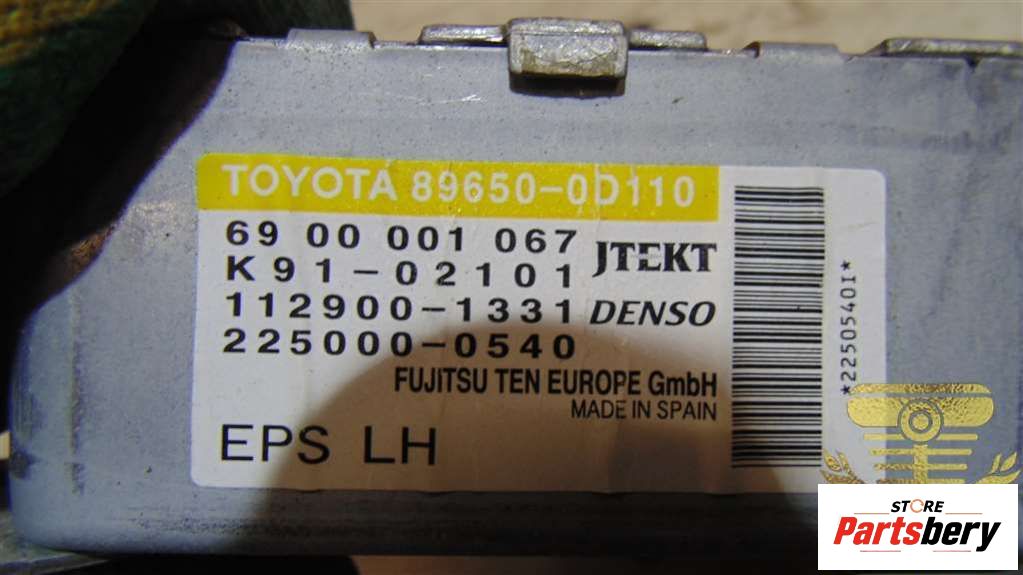 TOYOTA 89650-0D110
69 00 001 067
JTEKT
K91-02101
112900-1331 DENSO
225000-0540
FUJITSU TEN EUROPE GmbH
MADE IN SPAIN
EPS LH
*2250540I*
STORE
Partsbery